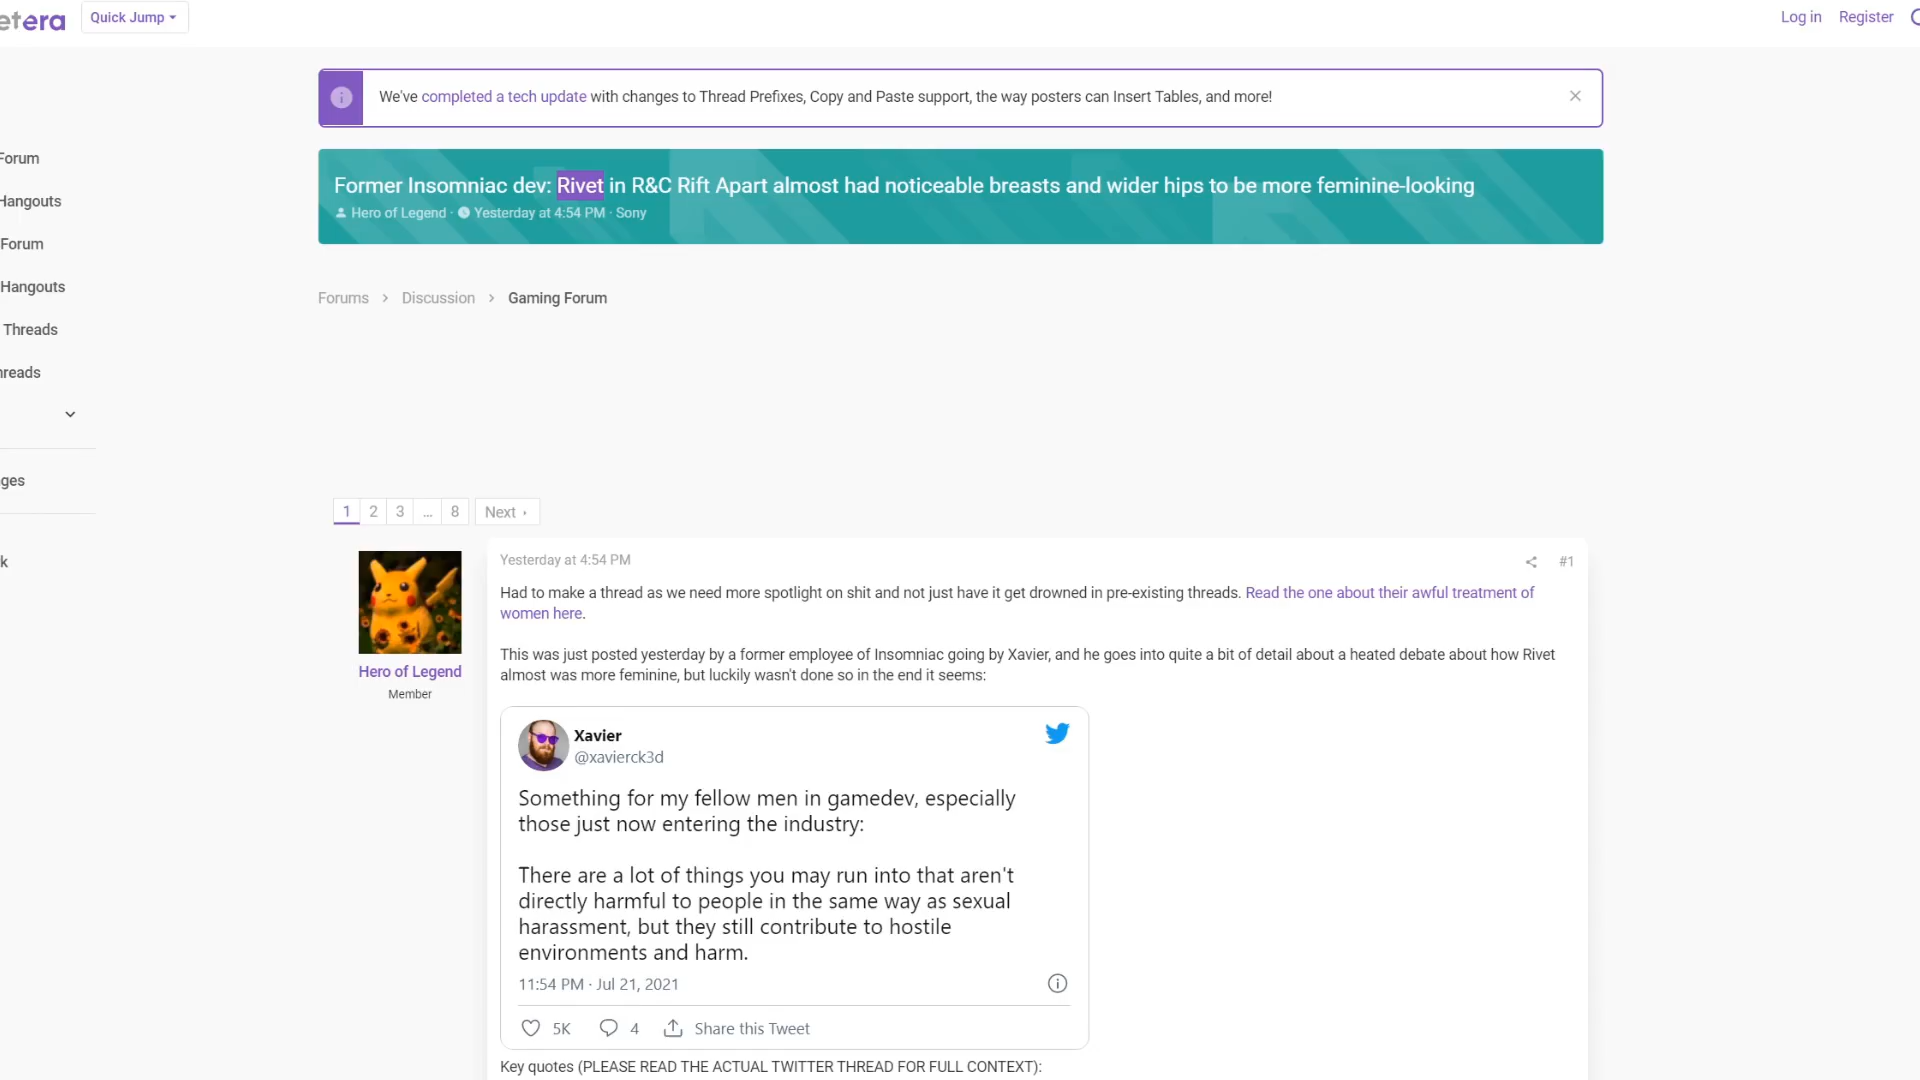 etera
Quick Jump
Log in
Register
We've completed a tech update with changes to Thread Prefixes, Copy and Paste support, the way posters can Insert Tables, and more!
Former Insomniac dev: Rivet in R&C Rift Apart almost had noticeable breasts and wider hips to be more feminine-looking
Hero of Legend · Yesterday at 4:54 PM · Sony
Forum
Hangouts
Forum
Hangouts
Threads
hreads
ges
k
Forums > Discussion > Gaming Forum
1 2 3 ... 8 Next
Hero of Legend
Member
Yesterday at 4:54 PM
#1
Had to make a thread as we need more spotlight on shit and not just have it get drowned in pre-existing threads. Read the one about their awful treatment of
women here.
This was just posted yesterday by a former employee of Insomniac going by Xavier, and he goes into quite a bit of detail about a heated debate about how Rivet
almost was more feminine, but luckily wasn't done so in the end it seems:
Xavier
@xavierck3d
Something for my fellow men in gamedev, especially
those just now entering the industry:
There are a lot of things you may run into that aren't
directly harmful to people in the same way as sexual
harassment, but they still contribute to hostile
environments and harm.
11:54 PM · Jul 21, 2021
5K 4 Share this Tweet
Key quotes (PLEASE READ THE ACTUAL TWITTER THREAD FOR FULL CONTEXT):